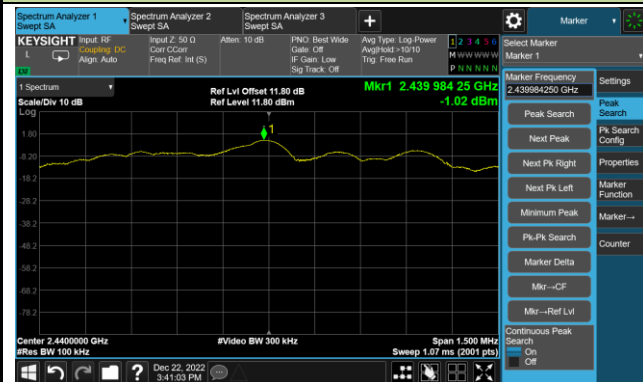 Spectrum Analyzer 1
Swept SA
Spectrum Analyzer 2
Swept SA
Spectrum Analyzer 3
Swept SA
+
Marker
KEYSIGHT
L
LXI
Input: RF
Coupling: DC
Align: Auto
Input Z: 50 Ω
Corr CCorr
Freq Ref: Int (S)
Atten: 10 dB
PNO: Best Wide
Gate: Off
IF Gain: Low
Sig Track: Off
Avg Type: Log-Power
Avg|Hold:>10/10
Trig: Free Run
1 2 3 4 5 6
M W W W W W
P N N N N N
Select Marker
Marker 1
1 Spectrum
Scale/Div 10 dB
Log
Ref Lvl Offset 11.80 dB
Ref Level 11.80 dBm
Mkr1 2.439 984 25 GHz
-1.02 dBm
1
1.80
-8.20
-18.2
-28.2
-38.2
-48.2
-58.2
-68.2
-78.2
Center 2.4400000 GHz
#Res BW 100 kHz
#Video BW 300 kHz
Span 1.500 MHz
Sweep 1.07 ms (2001 pts)
Marker Frequency
2.439984250 GHz
Peak Search
Next Peak
Next Pk Right
Next Pk Left
Minimum Peak
Pk-Pk Search
Marker Delta
Mkr→CF
Mkr→Ref Lvl
Continuous Peak
Search
On
Off
Settings
Peak
Search
Pk Search
Config
Properties
Marker
Function
Marker→
Counter
?
Dec 22, 2022
3:41:03 PM